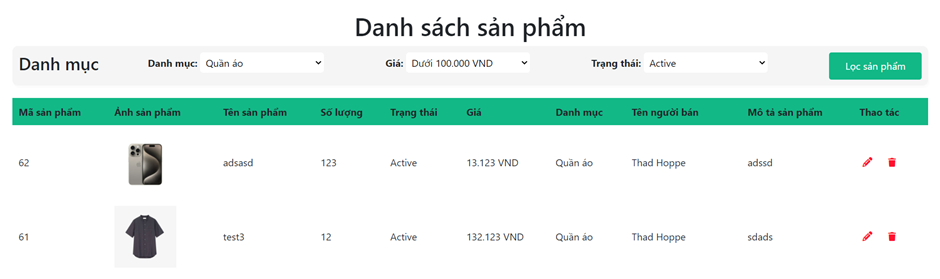 Danh sách sản phẩm
Danh mục Danh mục: Quần áo Giá: Dưới 100.000 VND Trạng thái: Active Lọc sản phẩm
Mã sản phẩm Ảnh sản phẩm Tên sản phẩm Số lượng Trạng thái Giá Danh mục Tên người bán Mô tả sản phẩm Thao tác
62 adsasd 123 Active 13.123 VND Quần áo Thad Hoppe adssd
61 test3 12 Active 132.123 VND Quần áo Thad Hoppe sdads